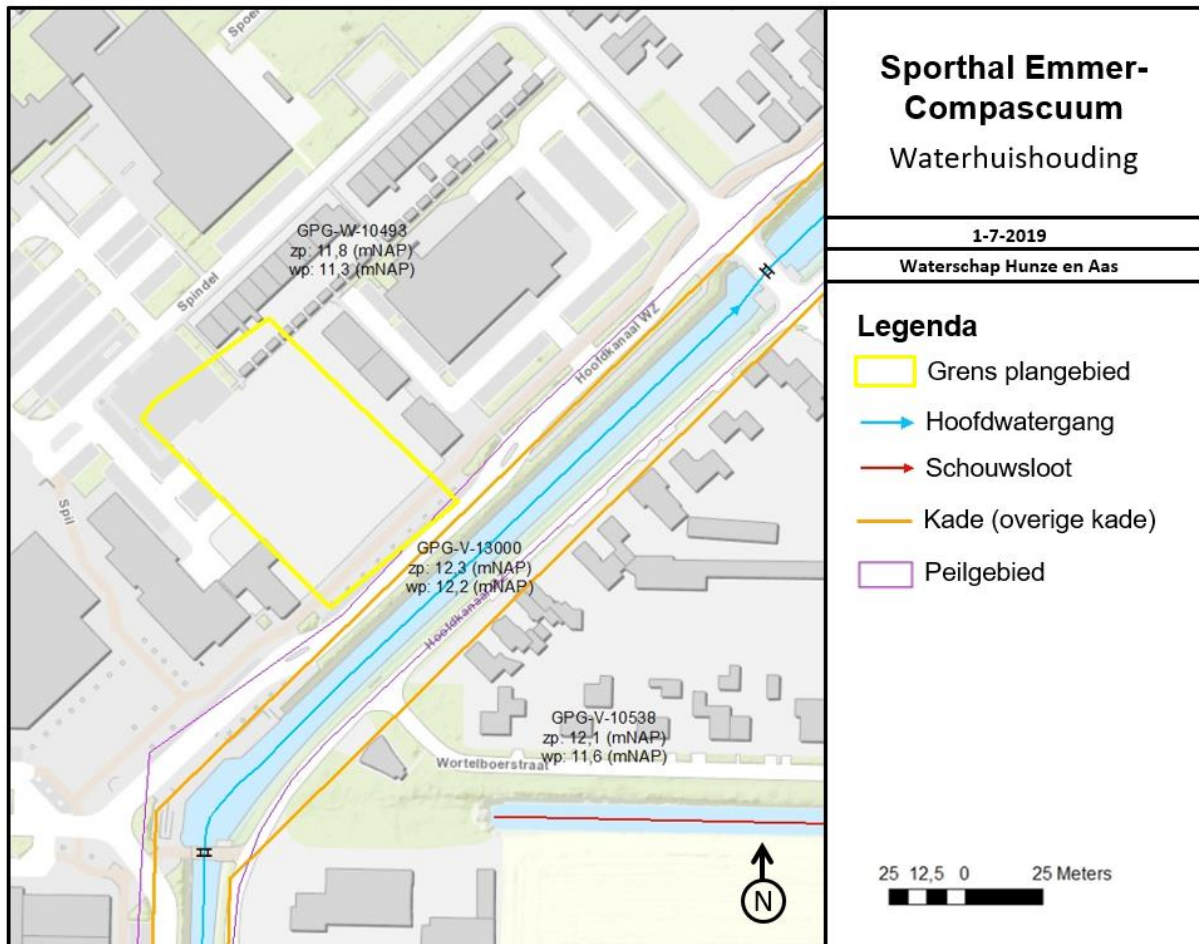 Sporthal Emmer-
Compascuum
Waterhuishouding
1-7-2019
Waterschap Hunze en Aas
Legenda
Grens plangebied
Hoofdwatergang
Schouwsloot
Kade (overige kade)
Peilgebied
25 12,5 0 25 Meters
N
GPG-W-10493
zp: 11,8 (mNAP)
wp: 11,3 (mNAP)
Spindel
Hoofdkanaal WZ
Spil
GPG-V-13000
zp: 12,3 (mNAP)
wp: 12,2 (mNAP)
Hoofdkanaal
GPG-V-10538
zp: 12,1 (mNAP)
wp: 11,6 (mNAP)
Wortelboerstraat